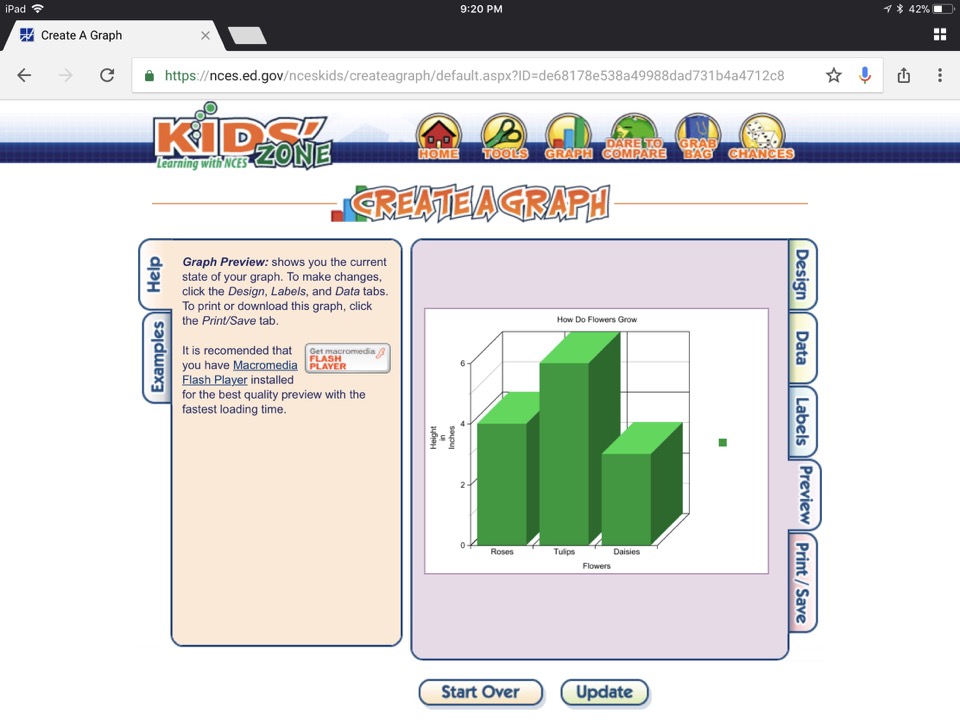 iPad
9:20 PM
42%
Create A Graph
https://nces.ed.gov/nceskids/createagraph/default.aspx?ID=de68178e538a49988dad731b4a4712c8
KIDS' ZONE
Learning with NCES
HOME
TOOLS
GRAPH
DARE TO COMPARE
GRAB BAG
CHANCES
CREATE A GRAPH
Help
Examples
Graph Preview: shows you the current
state of your graph. To make changes,
click the Design, Labels, and Data tabs.
To print or download this graph, click
the Print/Save tab.
It is recomended that
you have Macromedia
Flash Player installed
for the best quality preview with the
fastest loading time.
Get macromedia
FLASH
PLAYER
How Do Flowers Grow
6
4
2
0
Height
in
Inches
Roses Tulips Daisies
Flowers
Design
Data
Labels
Preview
Print / Save
Start Over
Update